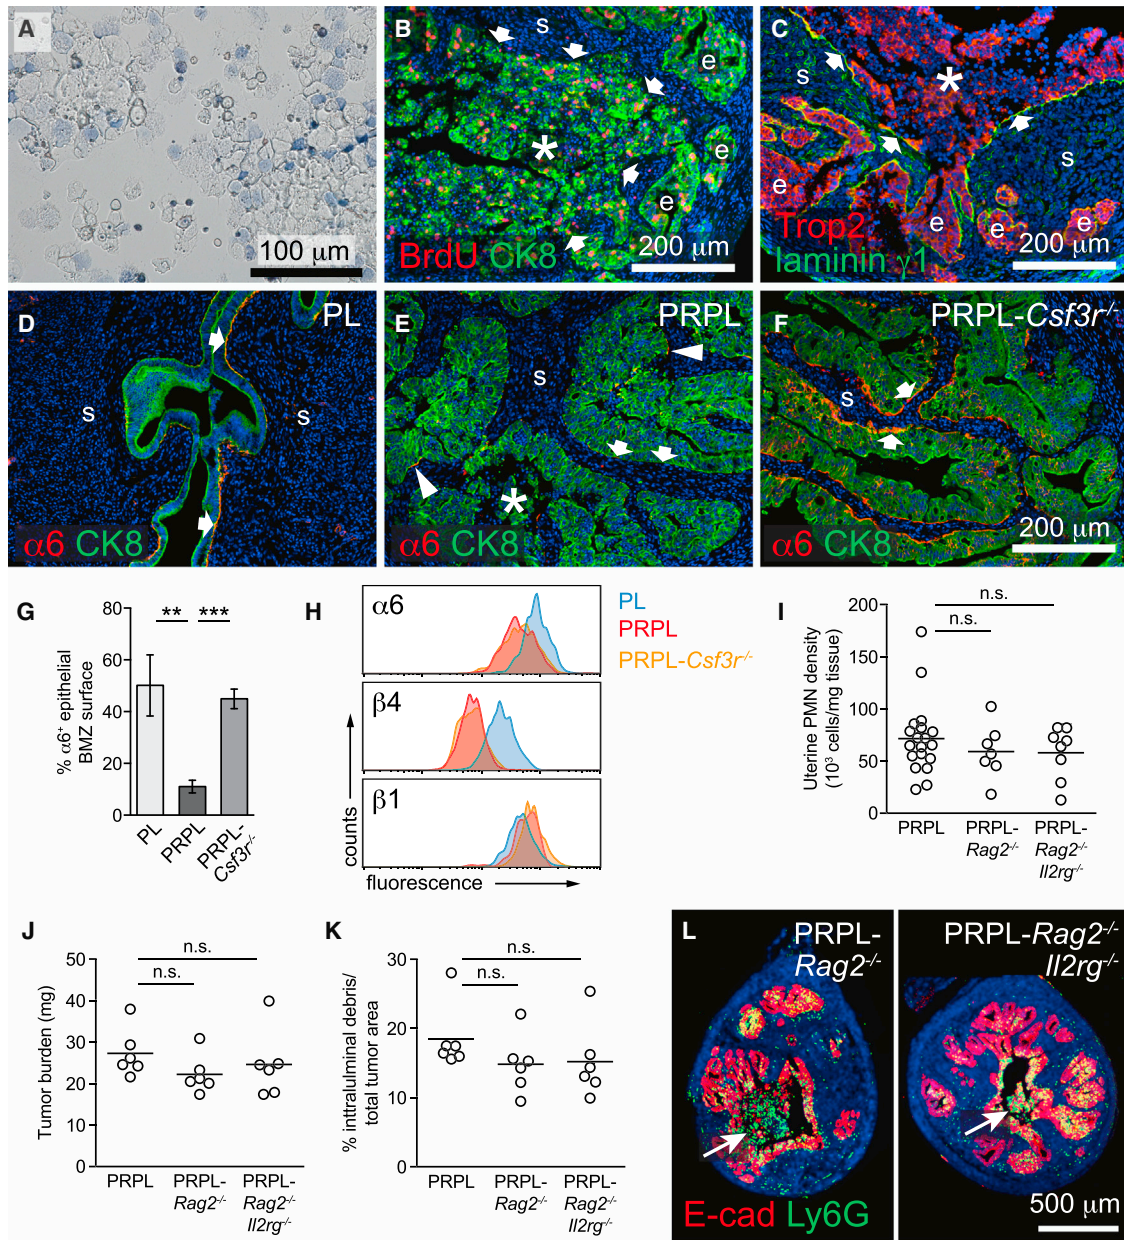 A
100 μm
B
s
e
e
e
*
BrdU CK8
200 μm
C
s
*
s
e
e
e
e
Trop2
laminin γ1
200 μm
D
PL
s
s
α6 CK8
E
PRPL
s
*
α6 CK8
F
PRPL-Csf3r-/-
s
200 μm
α6 CK8
G
% α6+ epithelial
BMZ surface
80
60
40
20
0
**
***
PL
PRPL
PRPL-
Csf3r-/-
H
α6
β4
β1
counts
fluorescence
PL
PRPL
PRPL-Csf3r-/-
I
Uterine PMN density
(10³ cells/mg tissue)
200
150
100
50
0
n.s.
n.s.
PRPL
PRPL-
Rag2-/-
PRPL-
Rag2-/-
Il2rg-/-
J
Tumor burden (mg)
50
40
30
20
10
0
n.s.
n.s.
PRPL
PRPL-
Rag2-/-
PRPL-
Rag2-/-
Il2rg-/-
K
% inttralulminal debris/
total tumor area
30
20
10
0
n.s.
n.s.
PRPL
PRPL-
Rag2-/-
PRPL-
Rag2-/-
Il2rg-/-
L
PRPL-
Rag2-/-
E-cad Ly6G
PRPL-Rag2-/-
Il2rg-/-
500 μm